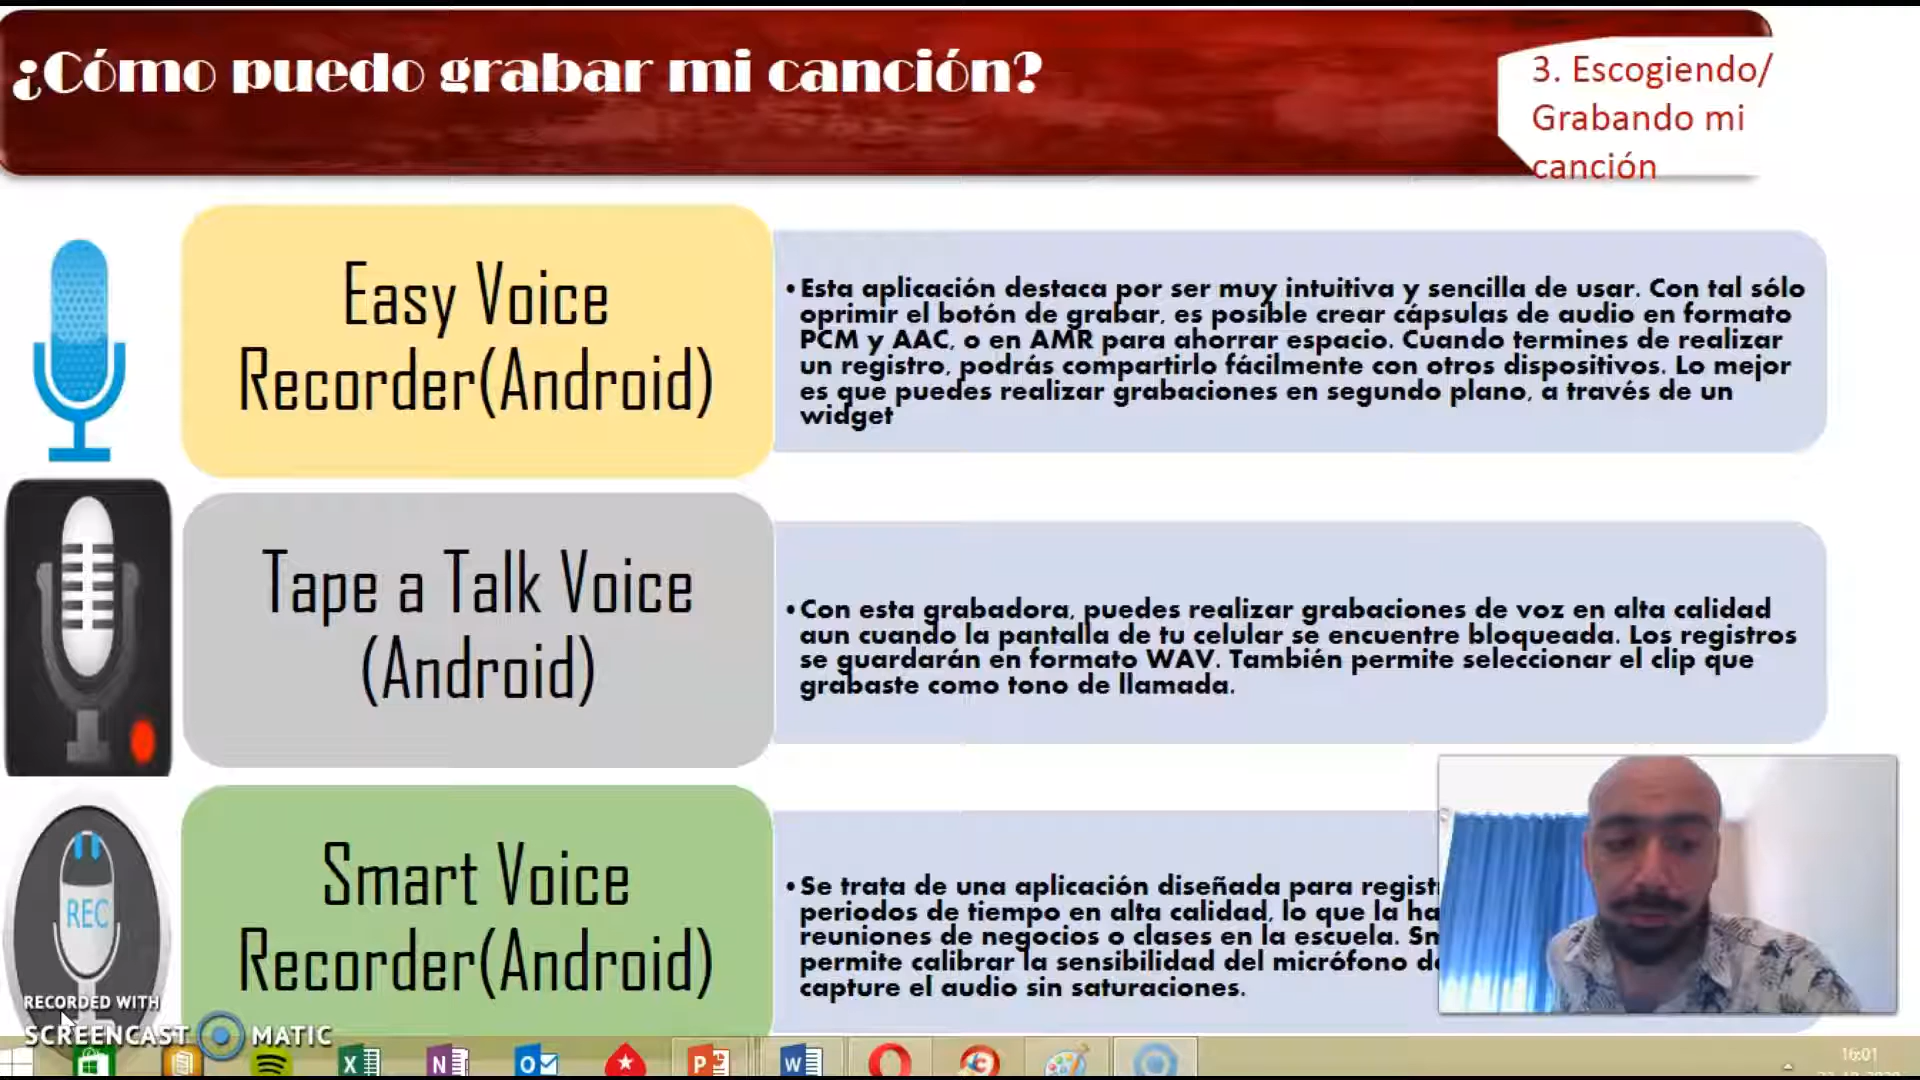 ¿Cómo puedo grabar mi canción?
3. Escogiendo/
Grabando mi
canción
Easy Voice
Recorder(Android)
• Esta aplicación destaca por ser muy intuitiva y sencilla de usar. Con tal sólo
oprimir el botón de grabar, es posible crear cápsulas de audio en formato
PCM y AAC, o en AMR para ahorrar espacio. Cuando termines de realizar
un registro, podrás compartirlo fácilmente con otros dispositivos. Lo mejor
es que puedes realizar grabaciones en segundo plano, a través de un
widget
Tape a Talk Voice
(Android)
• Con esta grabadora, puedes realizar grabaciones de voz en alta calidad
aun cuando la pantalla de tu celular se encuentre bloqueada. Los registros
se guardarán en formato WAV. También permite seleccionar el clip que
grabaste como tono de llamada.
REC
Smart Voice
Recorder(Android)
• Se trata de una aplicación diseñada para
periodos de tiempo en alta calidad, lo que la
reuniones de negocios o clases en la escuela.
permite calibrar la sensibilidad del micrófono
capture el audio sin saturaciones.
RECORDED WITH
SCREENCAST MATIC
16:01